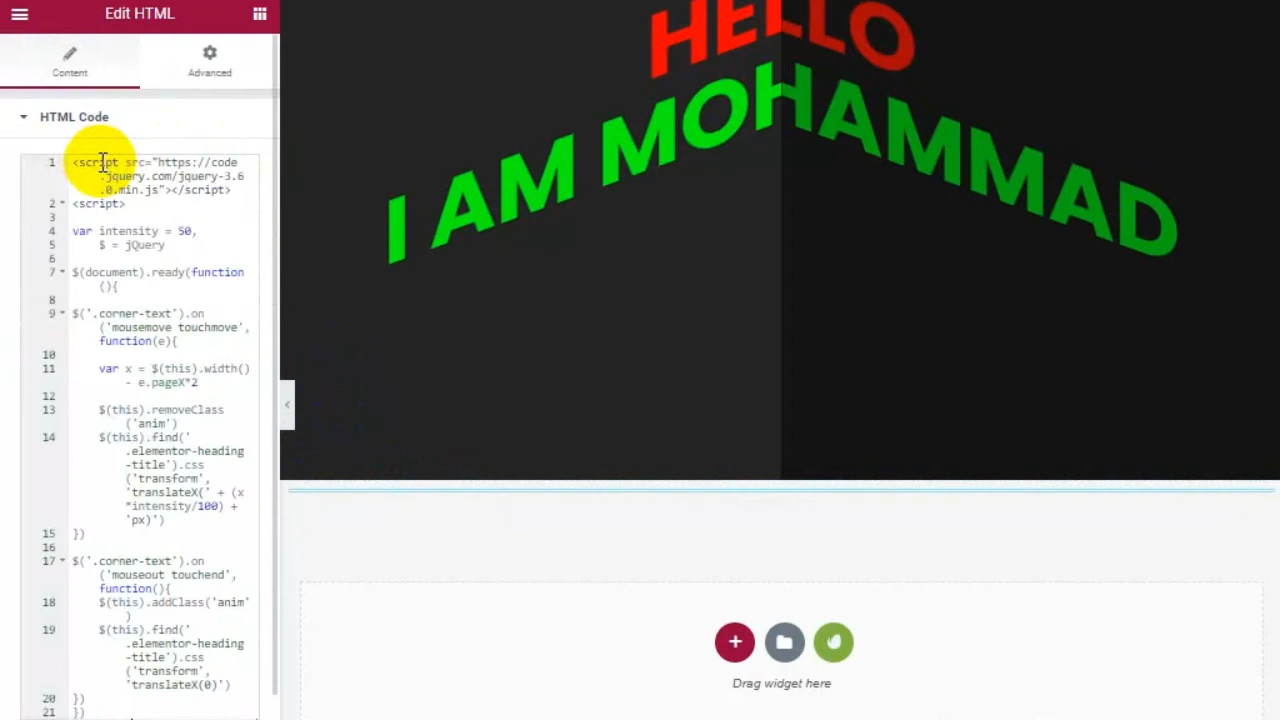 Edit HTML
Content
Advanced
HTML Code
1 <script src="https://code
.jquery.com/jquery-3.6
.0.min.js"></script>
2 <script>
3
4 var intensity = 50,
5 $ = jQuery
6
7 $(document).ready(function
(){
8
9 $('.corner-text').on
('mousemove touchmove',
function(e){
10
11 var x = $(this).width()
- e.pageX*2
12
13 $(this).removeClass
('anim')
14 $(this).find('
.elementor-heading
-title').css
('transform',
'translateX(' + (x
*intensity/100) +
'px)')
15 })
16
17 $('.corner-text').on
('mouseout touchend',
function(){
18 $(this).addClass('anim'
)
19 $(this).find('
.elementor-heading
-title').css
('transform',
'translateX(0)')
20 })
21 })
HELLO
I AM MOHAMMAD
Drag widget here